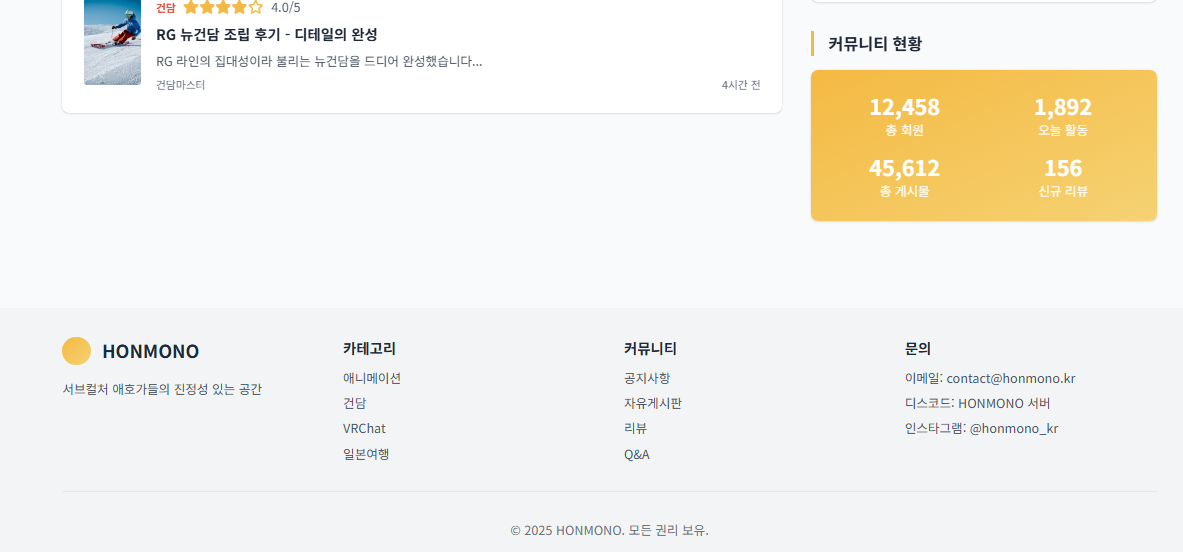 건담 4.0/5
RG 뉴건담 조립 후기 - 디테일의 완성
RG 라인의 집대성이라 불리는 뉴건담을 드디어 완성했습니다...
건담마스터 4시간 전
커뮤니티 현황
12,458 1,892
총 회원 오늘 활동
45,612 156
총 게시물 신규 리뷰
HONMONO
서브컬처 애호가들의 진정성 있는 공간
카테고리
애니메이션
건담
VRChat
일본여행
커뮤니티
공지사항
자유게시판
리뷰
Q&A
문의
이메일: contact@honmono.kr
디스코드: HONMONO 서버
인스타그램: @honmono_kr
© 2025 HONMONO. 모든 권리 보유.